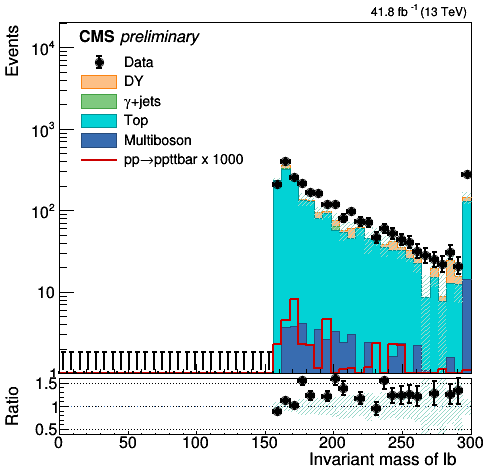 41.8 fb⁻¹ (13 TeV)
CMS preliminary
Data
DY
γ+jets
Top
Multiboson
pp→ppttbar x 1000
Events
10⁴
10³
10²
10
1
Ratio
1.5
1
0.5
0 50 100 150 200 250 300
Invariant mass of lb